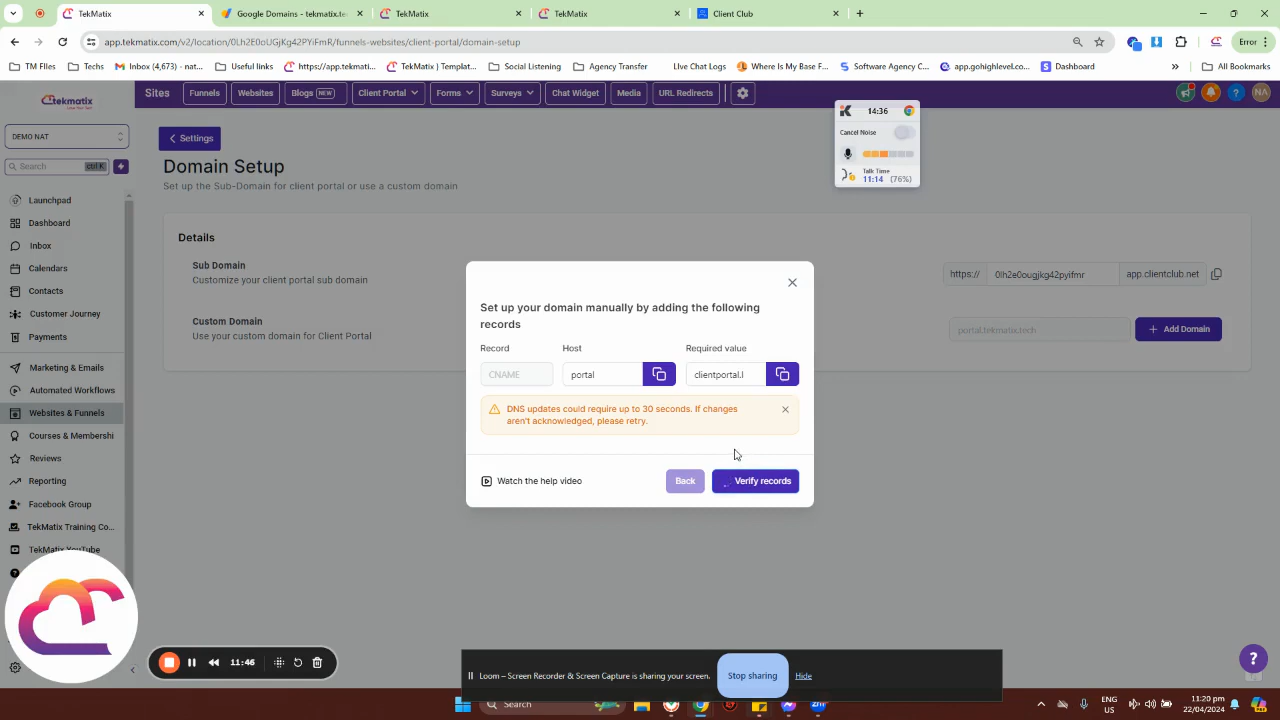 TekMatix
Google Domains - tekmatix.te
TekMatix
TekMatix
Client Club
app.tekmatix.com/v2/location/0Lh2E0oUGjKg42PYiFmR/funnels-websites/client-portal/domain-setup
Error
TM Files
Techs
Inbox (4,673) - nat...
Useful links
https://app.tekmati...
TekMatix | Templat...
Social Listening
Agency Transfer
Live Chat Logs
Where Is My Base F...
Software Agency C...
app.gohighlevel.co...
Dashboard
All Bookmarks
tekmatix
Sites
Funnels
Websites
Blogs NEW
Client Portal
Forms
Surveys
Chat Widget
Media
URL Redirects
NA
14:36
Cancel Noise
Talk Time
11:14 (76%)
DEMO NAT
Search
ctrl K
Settings
Domain Setup
Set up the Sub-Domain for client portal or use a custom domain
Launchpad
Dashboard
Inbox
Calendars
Contacts
Customer Journey
Payments
Marketing & Emails
Automated Workflows
Websites & Funnels
Courses & Membershi
Reviews
Reporting
Facebook Group
TekMatix Training Co...
TekMatix YouTube
Details
Sub Domain
Customize your client portal sub domain
https://
0lh2e0ougjkg42pyifmr
app.clientclub.net
Custom Domain
Use your custom domain for Client Portal
portal.tekmatix.tech
Add Domain
Set up your domain manually by adding the following
records
Record
Host
Required value
CNAME
portal
clientportal.l
DNS updates could require up to 30 seconds. If changes
aren't acknowledged, please retry.
Watch the help video
Back
Verify records
11:46
Loom – Screen Recorder & Screen Capture is sharing your screen.
Stop sharing
Hide
?
Search
zm
ENG
US
11:20 pm
22/04/2024